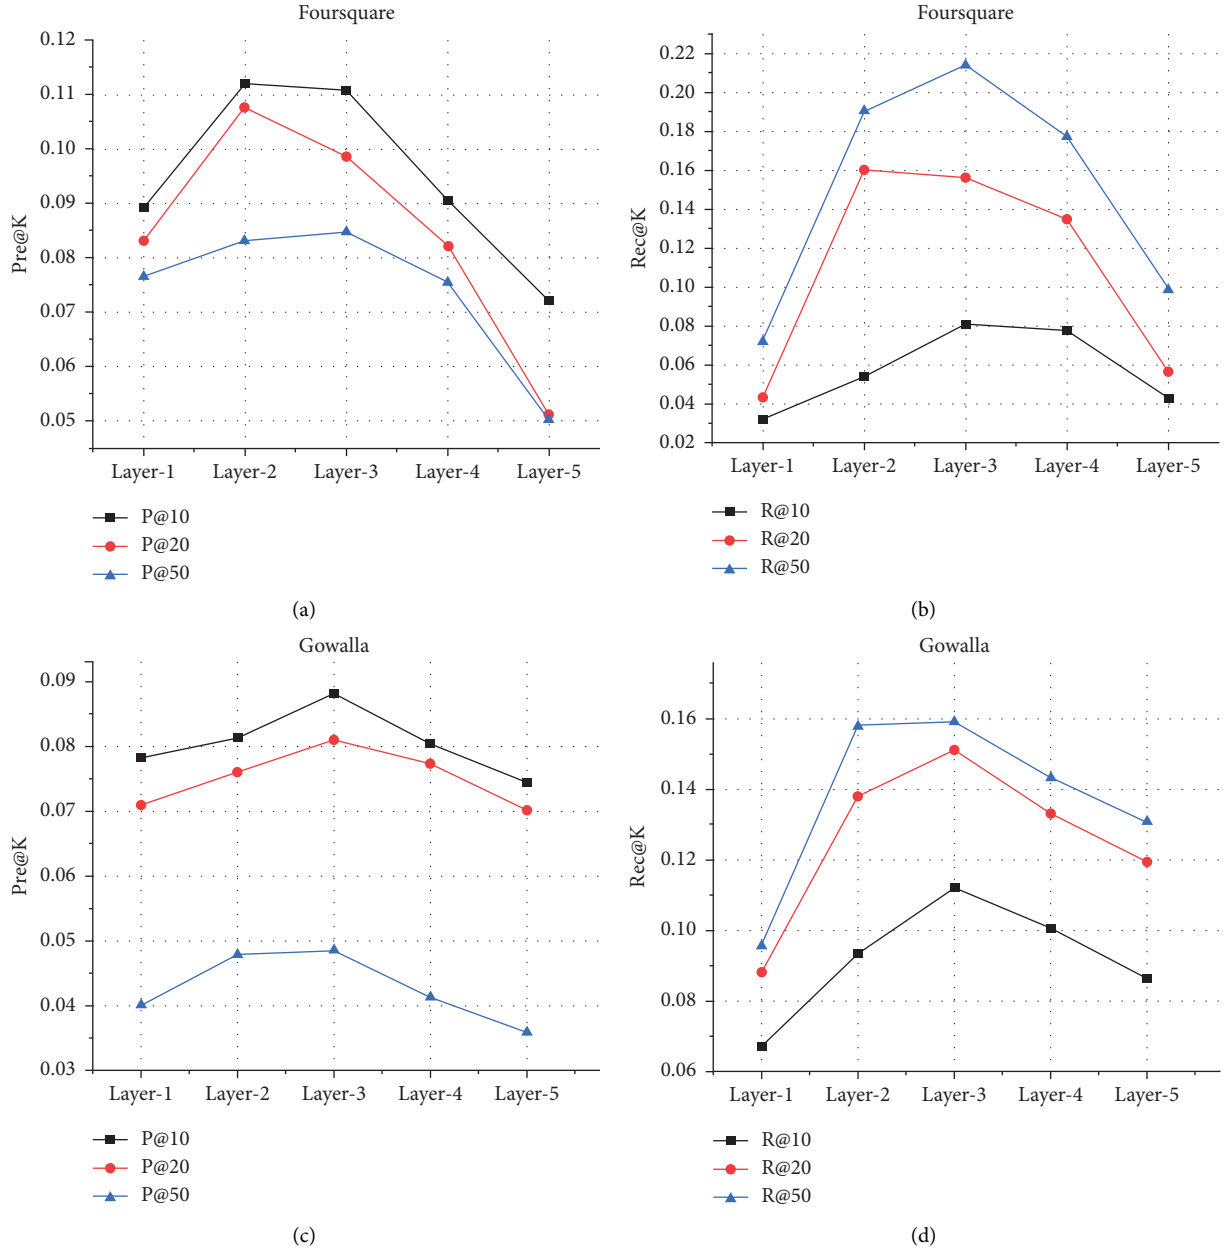 Foursquare
0.12
0.11
0.10
0.09
0.08
0.07
0.06
0.05
Pre@K
Layer-1 Layer-2 Layer-3 Layer-4 Layer-5
P@10
P@20
P@50
(a)
Foursquare
0.22
0.20
0.18
0.16
0.14
0.12
0.10
0.08
0.06
0.04
0.02
Rec@K
Layer-1 Layer-2 Layer-3 Layer-4 Layer-5
R@10
R@20
R@50
(b)
Gowalla
0.09
0.08
0.07
0.06
0.05
0.04
0.03
Pre@K
Layer-1 Layer-2 Layer-3 Layer-4 Layer-5
P@10
P@20
P@50
(c)
Gowalla
0.16
0.14
0.12
0.10
0.08
0.06
Rec@K
Layer-1 Layer-2 Layer-3 Layer-4 Layer-5
R@10
R@20
R@50
(d)